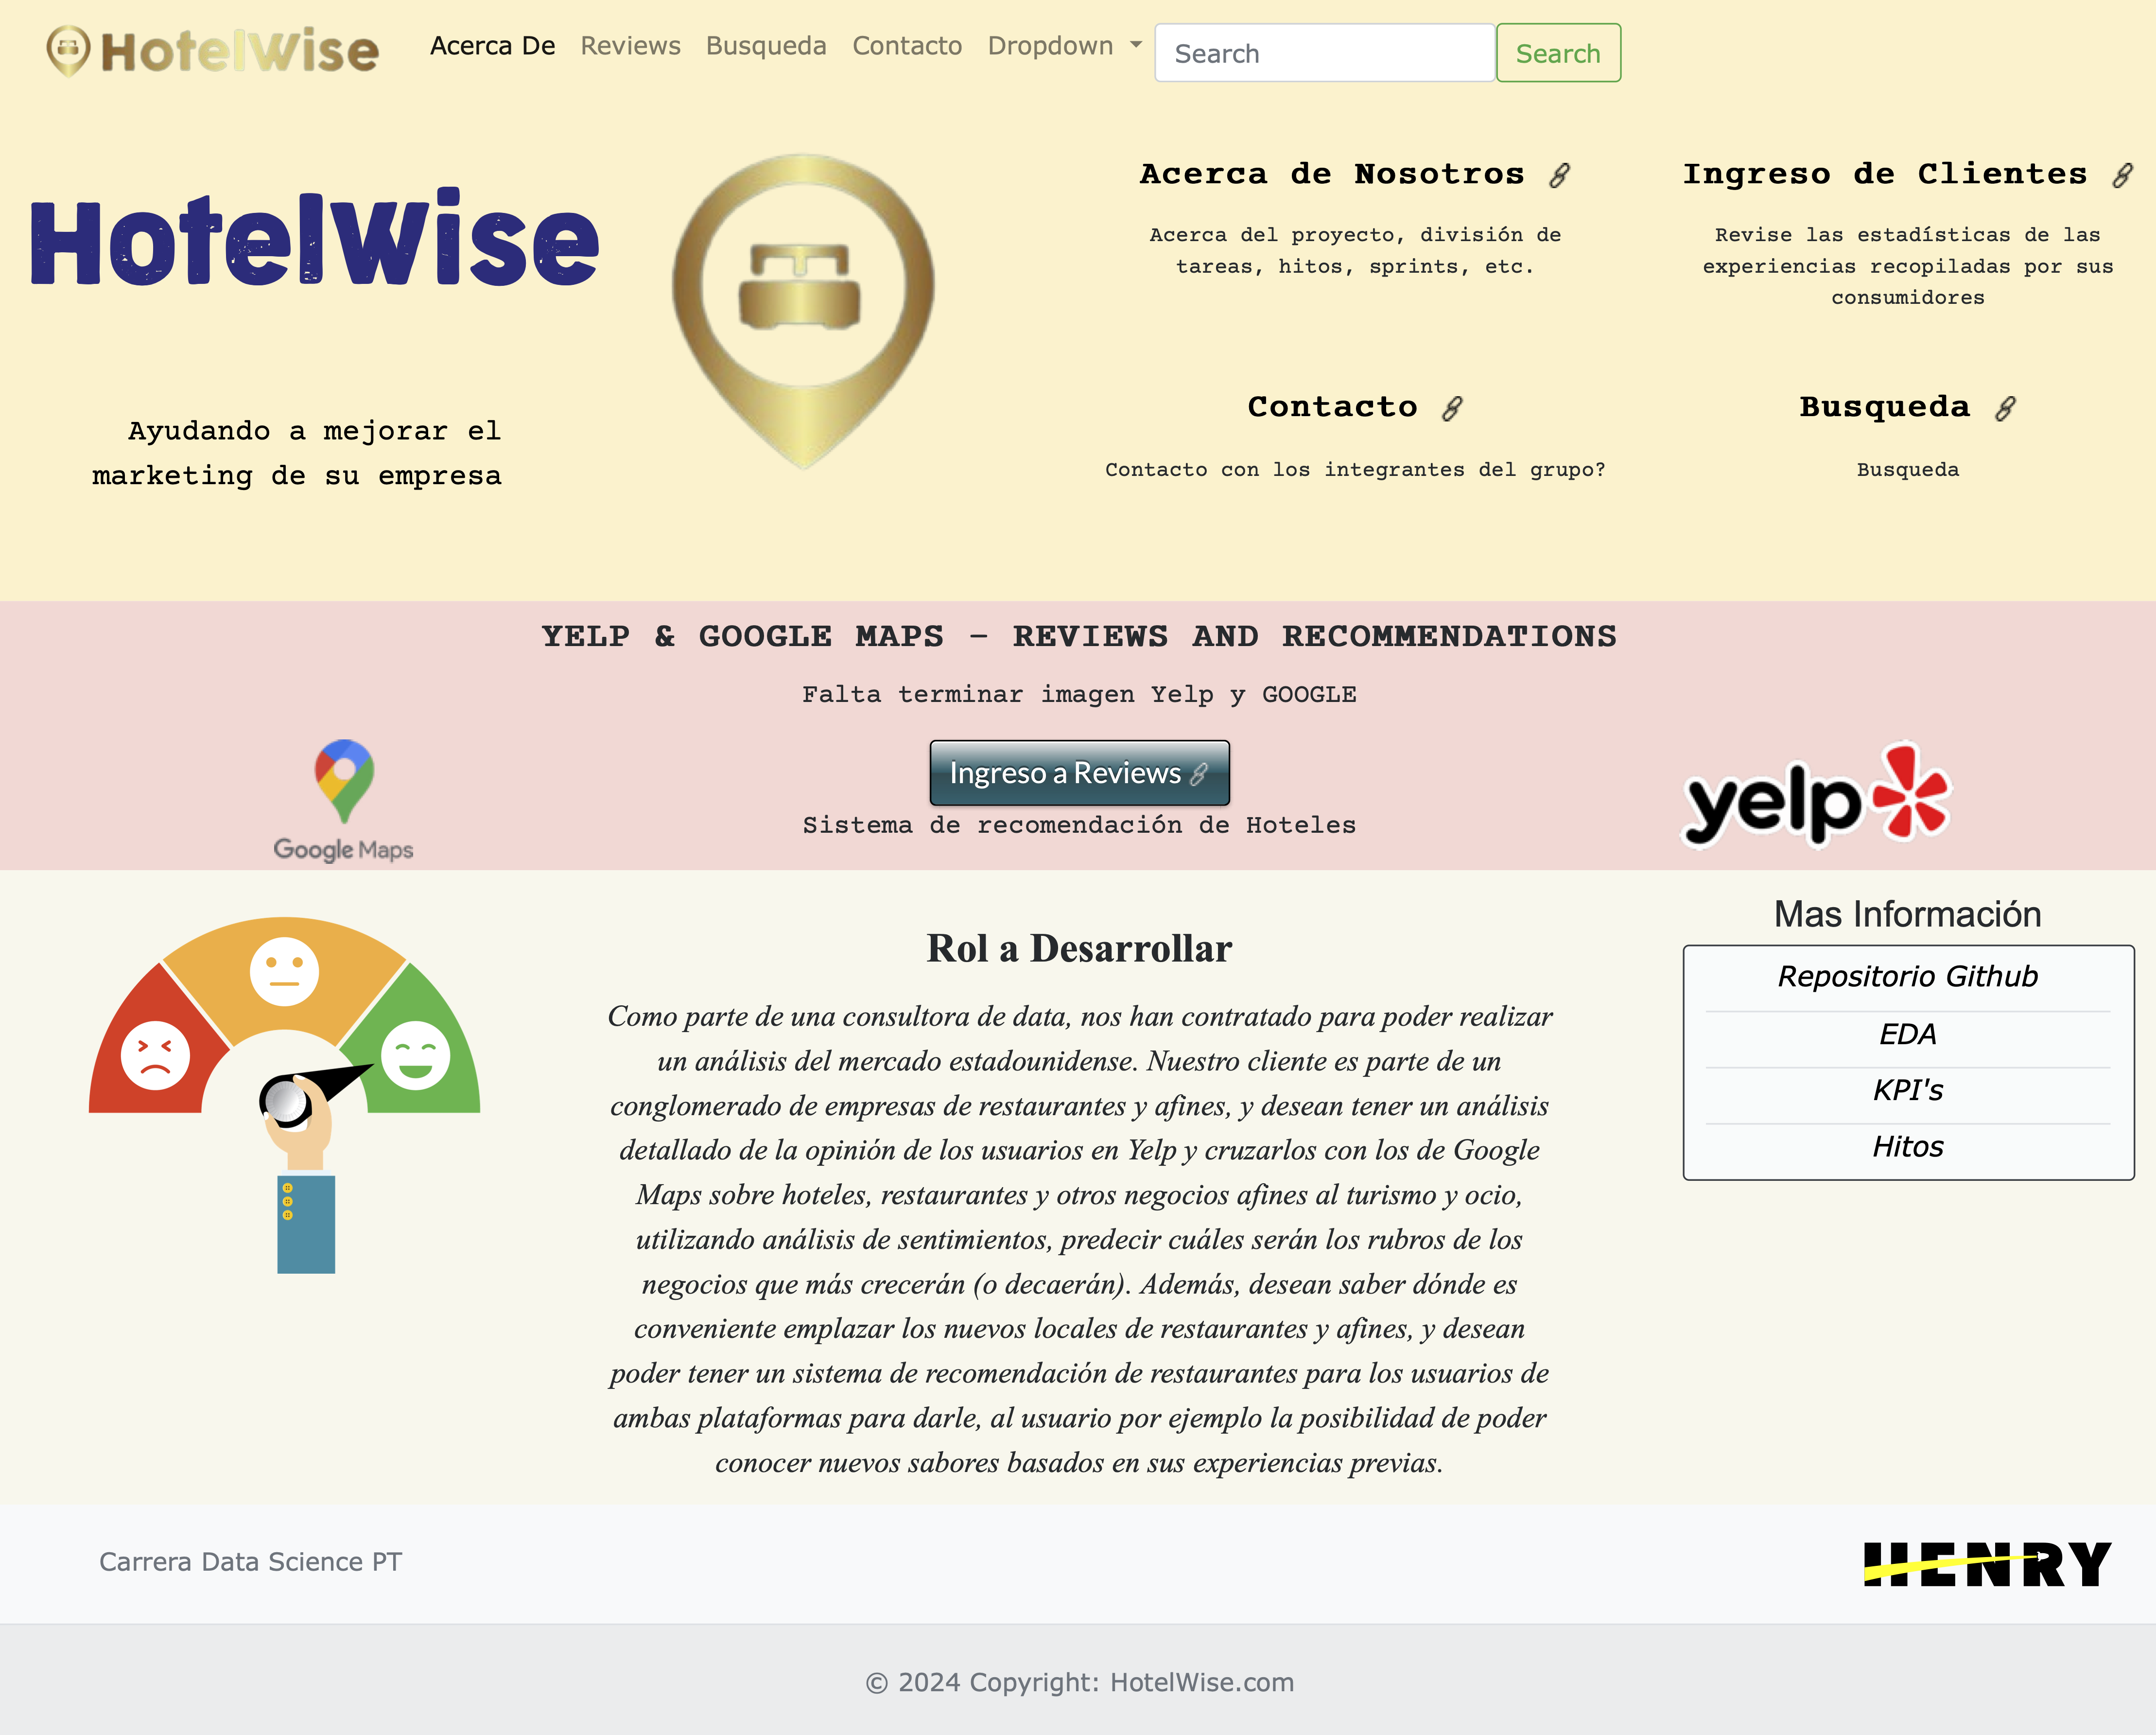 HotelWise
Acerca De
Reviews
Busqueda
Contacto
Dropdown
Search
Search
HotelWise
Ayudando a mejorar el
marketing de su empresa
Acerca de Nosotros
Acerca del proyecto, división de
tareas, hitos, sprints, etc.
Ingreso de Clientes
Revise las estadísticas de las
experiencias recopiladas por sus
consumidores
Contacto
Contacto con los integrantes del grupo?
Busqueda
Busqueda
YELP & GOOGLE MAPS - REVIEWS AND RECOMMENDATIONS
Falta terminar imagen Yelp y GOOGLE
Google Maps
Ingreso a Reviews
Sistema de recomendación de Hoteles
yelp
Rol a Desarrollar
Como parte de una consultora de data, nos han contratado para poder realizar
un análisis del mercado estadounidense. Nuestro cliente es parte de un
conglomerado de empresas de restaurantes y afines, y desean tener un análisis
detallado de la opinión de los usuarios en Yelp y cruzarlos con los de Google
Maps sobre hoteles, restaurantes y otros negocios afines al turismo y ocio,
utilizando análisis de sentimientos, predecir cuáles serán los rubros de los
negocios que más crecerán (o decaerán). Además, desean saber dónde es
conveniente emplazar los nuevos locales de restaurantes y afines, y desean
poder tener un sistema de recomendación de restaurantes para los usuarios de
ambas plataformas para darle, al usuario por ejemplo la posibilidad de poder
conocer nuevos sabores basados en sus experiencias previas.
Mas Información
Repositorio Github
EDA
KPI's
Hitos
Carrera Data Science PT
HENRY
© 2024 Copyright: HotelWise.com